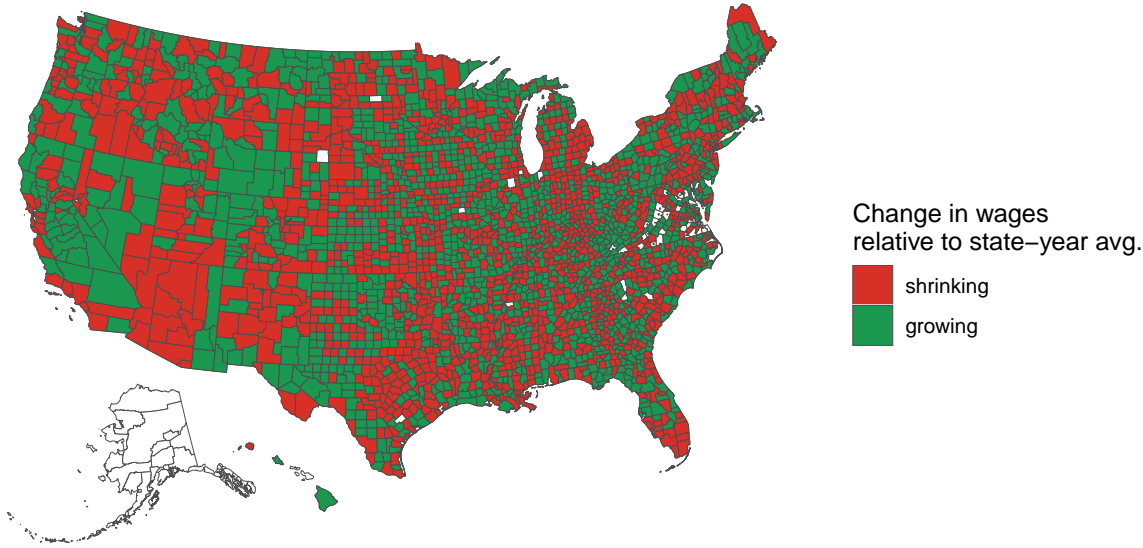 Change in wages
relative to state−year avg.
shrinking
growing